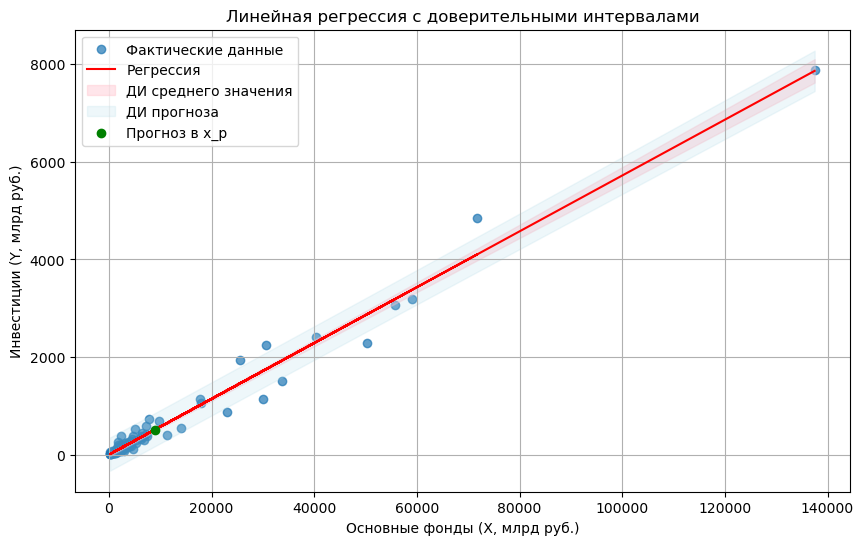 Линейная регрессия с доверительными интервалами
Фактические данные
Регрессия
ДИ среднего значения
ДИ прогноза
Прогноз в x_p
Инвестиции (Y, млрд руб.)
8000
6000
4000
2000
0
0 20000 40000 60000 80000 100000 120000 140000
Основные фонды (X, млрд руб.)